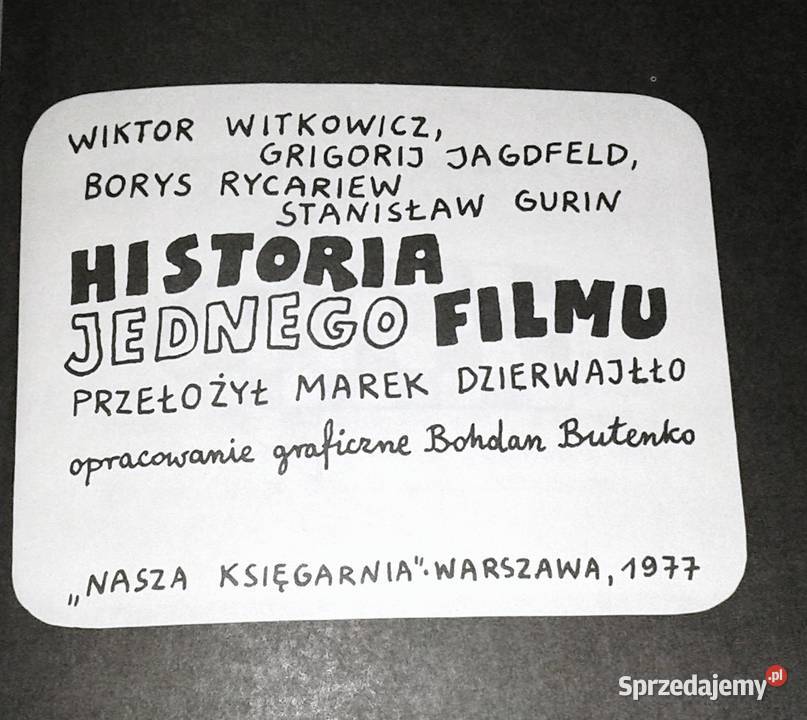 WIKTOR WITKOWICZ,
GRIGORIJ JAGDFELD,
BORYS RYCARIEW
STANISŁAW GURIN
HISTORIA
JEDNEGO FILMU
PRZEŁOŻYŁ MAREK DZIERWAJŁŁO
opracowanie graficzne Bohdan Butenko
„NASZA KSIĘGARNIA". WARSZAWA, 1977
Sprzedajemy.pl